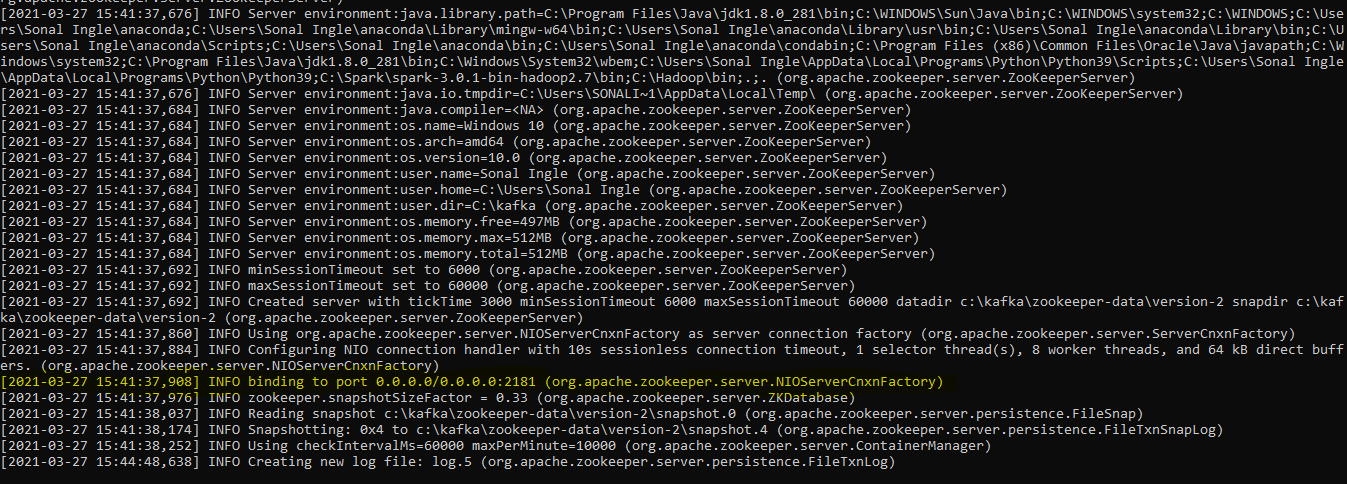 [2021-03-27 15:41:37,676] INFO Server environment:java.library.path=C:\Program Files\Java\jdk1.8.0_281\bin;C:\WINDOWS\Sun\Java\bin;C:\WINDOWS\system32;C:\WINDOWS;C:\Use
rs\Sonal Ingle\anaconda;C:\Users\Sonal Ingle\anaconda\Library\mingw-w64\bin;C:\Users\Sonal Ingle\anaconda\Library\usr\bin;C:\Users\Sonal Ingle\anaconda\Library\bin;C:\U
sers\Sonal Ingle\anaconda\Scripts;C:\Users\Sonal Ingle\anaconda\bin;C:\Users\Sonal Ingle\anaconda\condabin;C:\Program Files (x86)\Common Files\Oracle\Java\javapath;C:\W
indows\system32;C:\Program Files\Java\jdk1.8.0_281\bin;C:\Windows\System32\wbem;C:\Users\Sonal Ingle\AppData\Local\Programs\Python\Python39\Scripts;C:\Users\Sonal Ingle
\AppData\Local\Programs\Python\Python39;C:\Spark\spark-3.0.1-bin-hadoop2.7\bin;C:\Hadoop\bin;.;. (org.apache.zookeeper.server.ZooKeeperServer)
[2021-03-27 15:41:37,676] INFO Server environment:java.io.tmpdir=C:\Users\SONALI~1\AppData\Local\Temp\ (org.apache.zookeeper.server.ZooKeeperServer)
[2021-03-27 15:41:37,684] INFO Server environment:java.compiler=<NA> (org.apache.zookeeper.server.ZooKeeperServer)
[2021-03-27 15:41:37,684] INFO Server environment:os.name=Windows 10 (org.apache.zookeeper.server.ZooKeeperServer)
[2021-03-27 15:41:37,684] INFO Server environment:os.arch=amd64 (org.apache.zookeeper.server.ZooKeeperServer)
[2021-03-27 15:41:37,684] INFO Server environment:os.version=10.0 (org.apache.zookeeper.server.ZooKeeperServer)
[2021-03-27 15:41:37,684] INFO Server environment:user.name=Sonal Ingle (org.apache.zookeeper.server.ZooKeeperServer)
[2021-03-27 15:41:37,684] INFO Server environment:user.home=C:\Users\Sonal Ingle (org.apache.zookeeper.server.ZooKeeperServer)
[2021-03-27 15:41:37,684] INFO Server environment:user.dir=C:\kafka (org.apache.zookeeper.server.ZooKeeperServer)
[2021-03-27 15:41:37,684] INFO Server environment:os.memory.free=497MB (org.apache.zookeeper.server.ZooKeeperServer)
[2021-03-27 15:41:37,684] INFO Server environment:os.memory.max=512MB (org.apache.zookeeper.server.ZooKeeperServer)
[2021-03-27 15:41:37,684] INFO Server environment:os.memory.total=512MB (org.apache.zookeeper.server.ZooKeeperServer)
[2021-03-27 15:41:37,692] INFO minSessionTimeout set to 6000 (org.apache.zookeeper.server.ZooKeeperServer)
[2021-03-27 15:41:37,692] INFO maxSessionTimeout set to 60000 (org.apache.zookeeper.server.ZooKeeperServer)
[2021-03-27 15:41:37,692] INFO Created server with tickTime 3000 minSessionTimeout 6000 maxSessionTimeout 60000 datadir c:\kafka\zookeeper-data\version-2 snapdir c:\kaf
ka\zookeeper-data\version-2 (org.apache.zookeeper.server.ZooKeeperServer)
[2021-03-27 15:41:37,860] INFO Using org.apache.zookeeper.server.NIOServerCnxnFactory as server connection factory (org.apache.zookeeper.server.ServerCnxnFactory)
[2021-03-27 15:41:37,884] INFO Configuring NIO connection handler with 10s sessionless connection timeout, 1 selector thread(s), 8 worker threads, and 64 kB direct buff
ers. (org.apache.zookeeper.server.NIOServerCnxnFactory)
[2021-03-27 15:41:37,908] INFO binding to port 0.0.0.0/0.0.0.0:2181 (org.apache.zookeeper.server.NIOServerCnxnFactory)
[2021-03-27 15:41:37,976] INFO zookeeper.snapshotSizeFactor = 0.33 (org.apache.zookeeper.server.ZKDatabase)
[2021-03-27 15:41:38,037] INFO Reading snapshot c:\kafka\zookeeper-data\version-2\snapshot.0 (org.apache.zookeeper.server.persistence.FileSnap)
[2021-03-27 15:41:38,174] INFO Snapshotting: 0x4 to c:\kafka\zookeeper-data\version-2\snapshot.4 (org.apache.zookeeper.server.persistence.FileTxnSnapLog)
[2021-03-27 15:41:38,252] INFO Using checkIntervalMs=60000 maxPerMinute=10000 (org.apache.zookeeper.server.ContainerManager)
[2021-03-27 15:44:48,638] INFO Creating new log file: log.5 (org.apache.zookeeper.server.persistence.FileTxnLog)